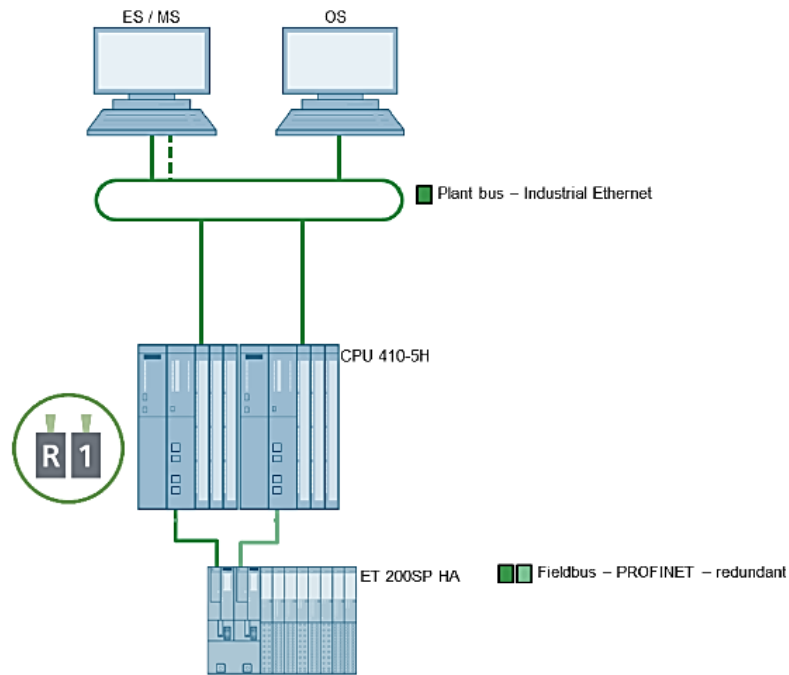 ES / MS
OS
Plant bus – Industrial Ethernet
CPU 410-5H
R 1
ET 200SP HA
Fieldbus – PROFINET – redundant